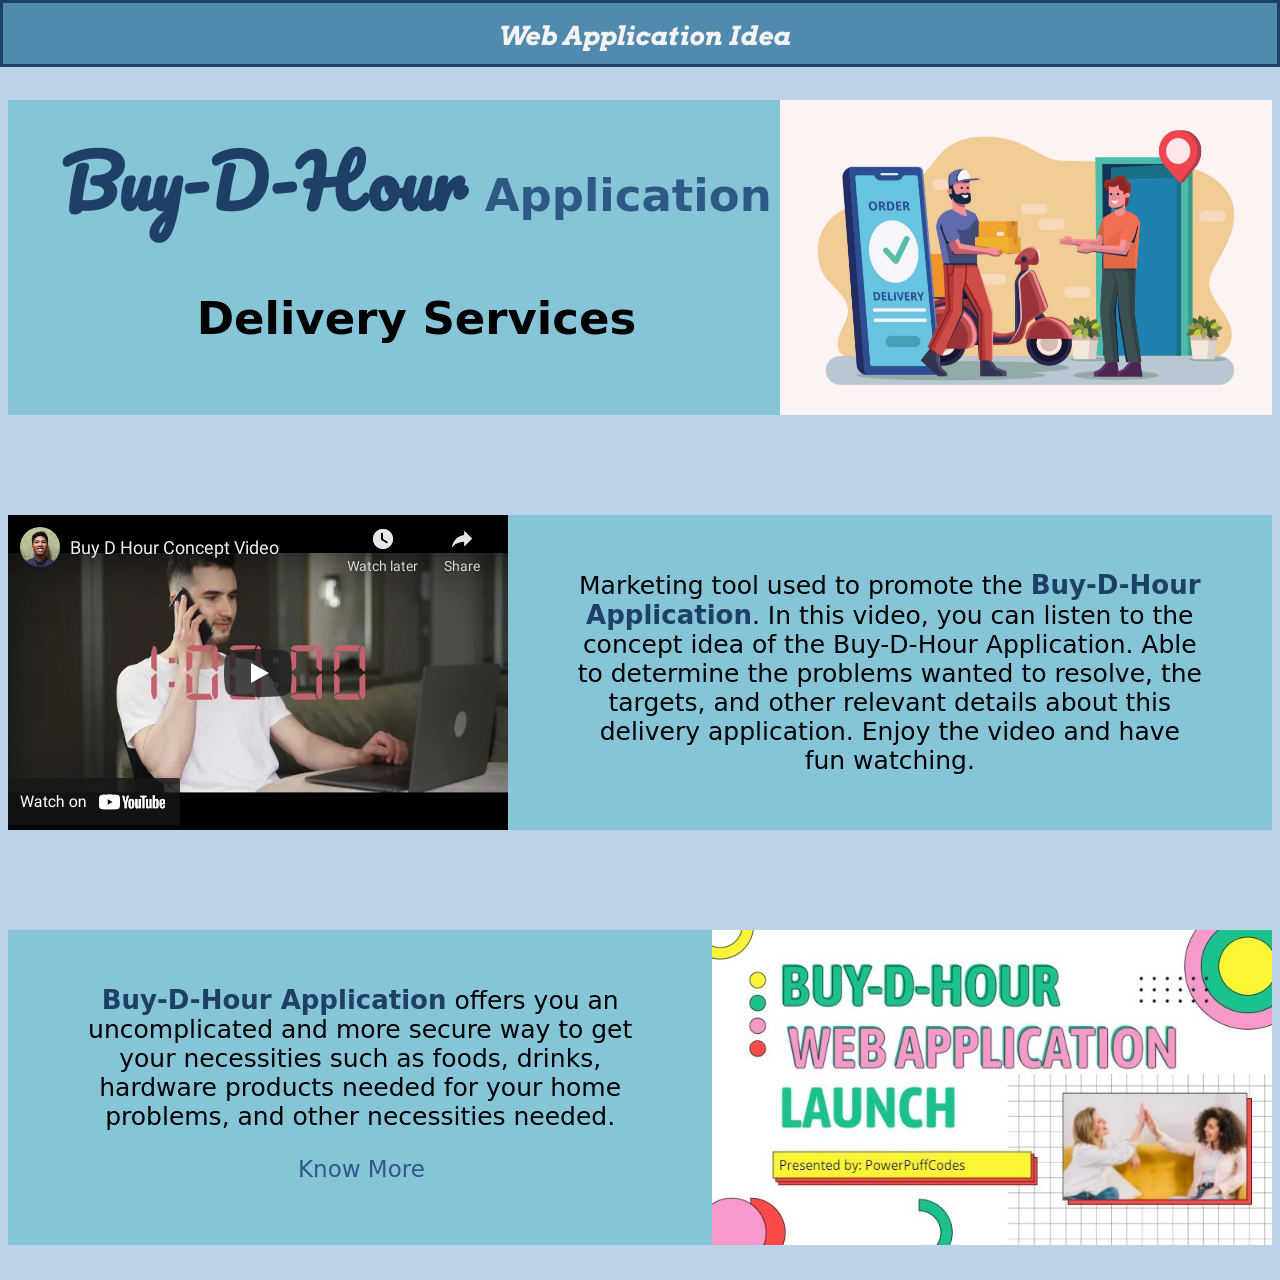 Web Application Idea
Buy-D-Hour Application
Delivery Services
ORDER
DELIVERY
Buy D Hour Concept Video
Watch later
Share
Watch on YouTube
Marketing tool used to promote the Buy-D-Hour
Application. In this video, you can listen to the
concept idea of the Buy-D-Hour Application. Able
to determine the problems wanted to resolve, the
targets, and other relevant details about this
delivery application. Enjoy the video and have
fun watching.
Buy-D-Hour Application offers you an
uncomplicated and more secure way to get
your necessities such as foods, drinks,
hardware products needed for your home
problems, and other necessities needed.
Know More
BUY-D-HOUR
WEB APPLICATION
LAUNCH
Presented by: PowerPuffCodes